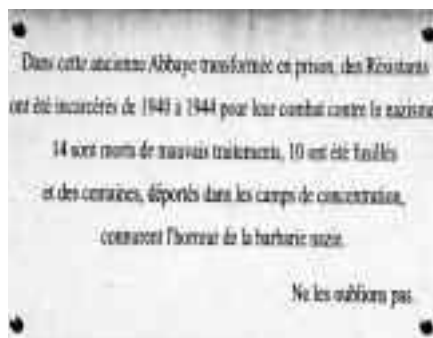 Dans cette ancienne Abbaye transformée en prison, des Résistants
ont été incarcérés de 1940 à 1944 pour leur combat contre le nazisme
14 sont morts de mauvais traitements, 10 ont été fusillés
et des centaines, déportés dans les camps de concentration,
connurent l'horreur de la barbarie nazie.
Ne les oublions pas.